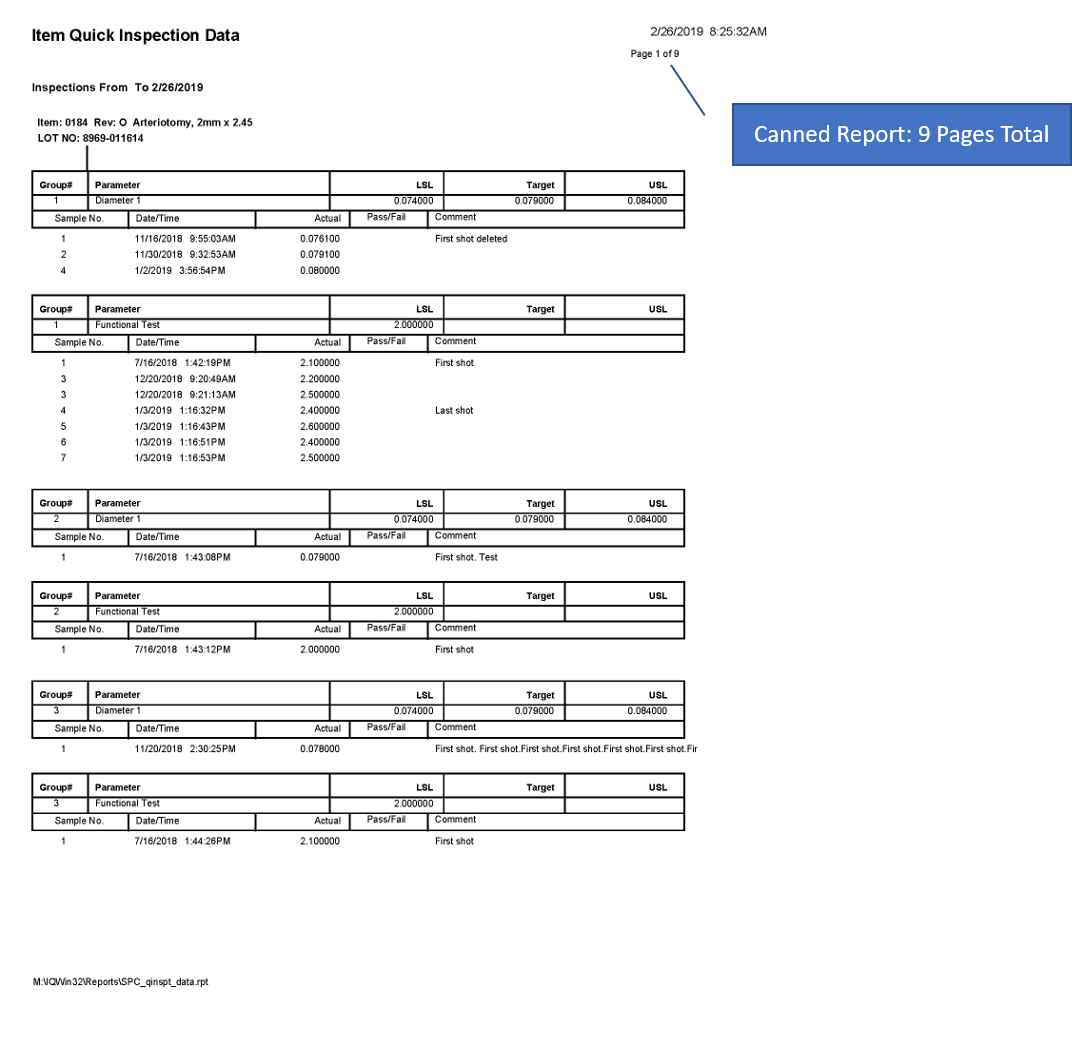 Item Quick Inspection Data
2/26/2019 8:25:32AM
Page 1 of 9
Canned Report: 9 Pages Total
Inspections From To 2/26/2019
Item: 0184 Rev: O Arteriotomy, 2mm x 2.45
LOT NO: 8969-011614
Group# Parameter LSL Target USL
1 Diameter 1 0.074000 0.079000 0.084000
Sample No. Date/Time Actual Pass/Fail Comment
1 11/16/2018 9:55:03AM 0.076100 First shot deleted
2 11/30/2018 9:32:53AM 0.079100
4 1/2/2019 3:56:54PM 0.080000
Group# Parameter LSL Target USL
1 Functional Test 2.000000
Sample No. Date/Time Actual Pass/Fail Comment
1 7/16/2018 1:42:19PM 2.100000 First shot
3 12/20/2018 9:20:49AM 2.200000
3 12/20/2018 9:21:13AM 2.500000
4 1/3/2019 1:16:32PM 2.400000 Last shot
5 1/3/2019 1:16:43PM 2.600000
6 1/3/2019 1:16:51PM 2.400000
7 1/3/2019 1:16:53PM 2.500000
Group# Parameter LSL Target USL
2 Diameter 1 0.074000 0.079000 0.084000
Sample No. Date/Time Actual Pass/Fail Comment
1 7/16/2018 1:43:08PM 0.079000 First shot. Test
Group# Parameter LSL Target USL
2 Functional Test 2.000000
Sample No. Date/Time Actual Pass/Fail Comment
1 7/16/2018 1:43:12PM 2.000000 First shot
Group# Parameter LSL Target USL
3 Diameter 1 0.074000 0.079000 0.084000
Sample No. Date/Time Actual Pass/Fail Comment
1 11/20/2018 2:30:25PM 0.078000 First shot. First shot.First shot.First shot.First shot.First shot.Fir
Group# Parameter LSL Target USL
3 Functional Test 2.000000
Sample No. Date/Time Actual Pass/Fail Comment
1 7/16/2018 1:44:26PM 2.100000 First shot
M:\IQWin32\Reports\SPC_qinspt_data.rpt